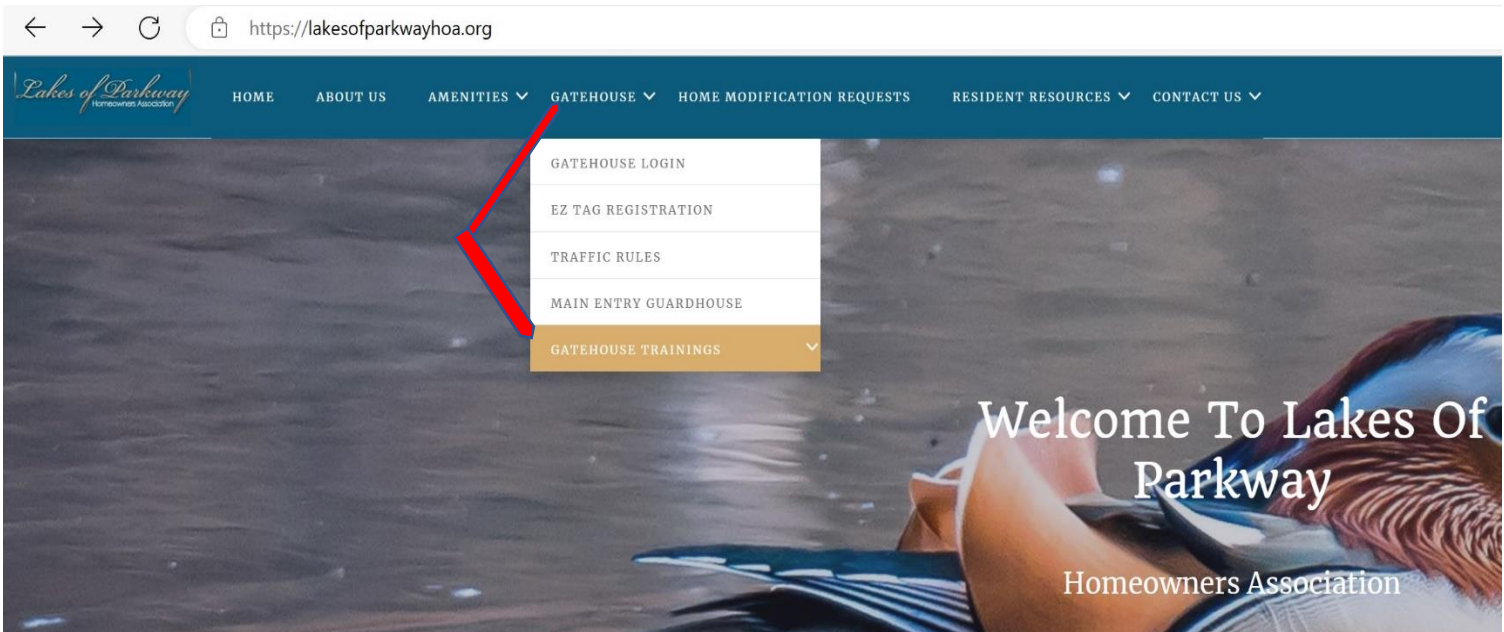 https://lakesofparkwayhoa.org
Lakes of Parkway
Homeowners Association
HOME ABOUT US AMENITIES GATEHOUSE HOME MODIFICATION REQUESTS RESIDENT RESOURCES CONTACT US
GATEHOUSE LOGIN
EZ TAG REGISTRATION
TRAFFIC RULES
MAIN ENTRY GUARDHOUSE
GATEHOUSE TRAININGS
Welcome To Lakes Of
Parkway
Homeowners Association